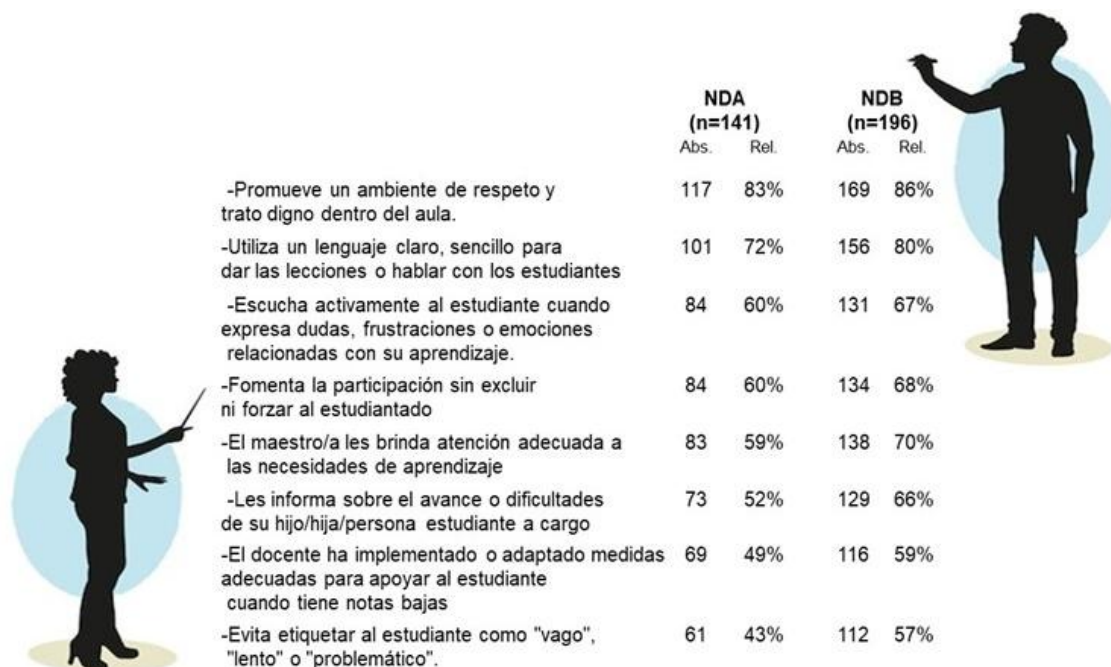 NDA NDB
(n=141) (n=196)
Abs. Rel. Abs. Rel.
-Promueve un ambiente de respeto y 117 83% 169 86%
trato digno dentro del aula.
-Utiliza un lenguaje claro, sencillo para 101 72% 156 80%
dar las lecciones o hablar con los estudiantes
-Escucha activamente al estudiante cuando 84 60% 131 67%
expresa dudas, frustraciones o emociones
relacionadas con su aprendizaje.
-Fomenta la participación sin excluir 84 60% 134 68%
ni forzar al estudiantado
-El maestro/a les brinda atención adecuada a 83 59% 138 70%
las necesidades de aprendizaje
-Les informa sobre el avance o dificultades 73 52% 129 66%
de su hijo/hija/persona estudiante a cargo
-El docente ha implementado o adaptado medidas 69 49% 116 59%
adecuadas para apoyar al estudiante
cuando tiene notas bajas
-Evita etiquetar al estudiante como "vago", 61 43% 112 57%
"lento" o "problemático".